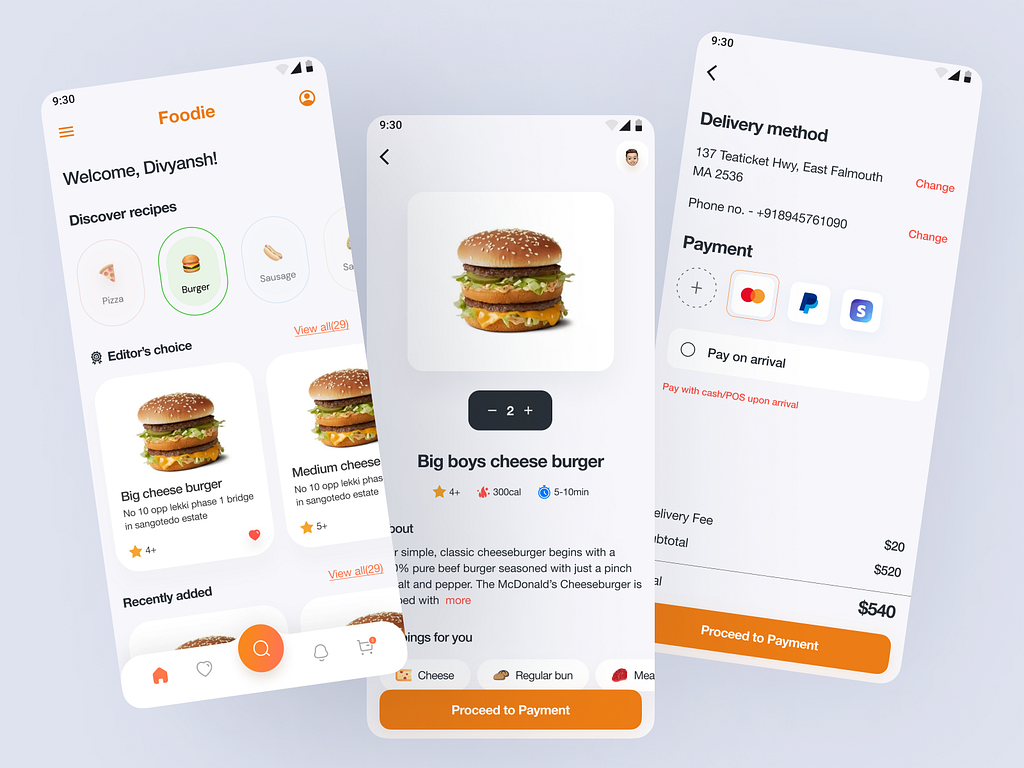 9:30
Foodie
Welcome, Divyansh!
Discover recipes
Pizza
Burger
Sausage
Sa
View all(29)
Editor's choice
Big cheese burger
No 10 opp lekki phase 1 bridge
in sangotedo estate
4+
Medium cheese
No 10 opp lekki phas
in sangotedo estate
5+
View all(29)
Recently added
9:30
2
Big boys cheese burger
4+
300cal
5-10min
bout
r simple, classic cheeseburger begins with a
0% pure beef burger seasoned with just a pinch
alt and pepper. The McDonald's Cheeseburger is
ned with more
pings for you
Cheese
Regular bun
Mea
Proceed to Payment
9:30
Delivery method
137 Teaticket Hwy, East Falmouth
MA 2536
Change
Phone no. - +918945761090
Change
Payment
S
Pay on arrival
Pay with cash/POS upon arrival
elivery Fee
$20
ubtotal
$520
al
$540
Proceed to Payment